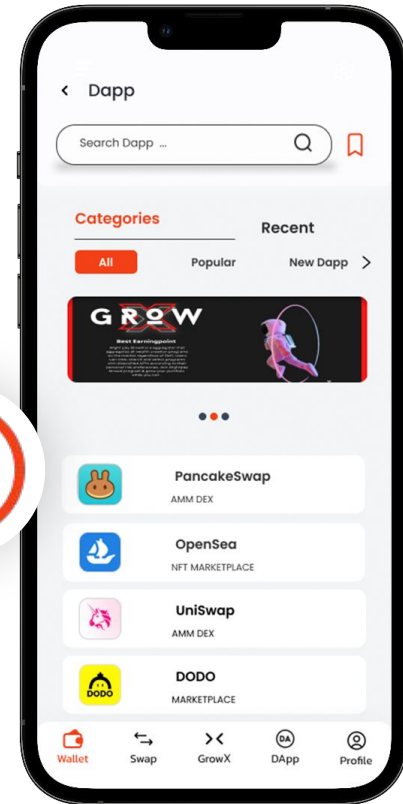 Dapp
Search Dapp ...
Categories
Recent
All
Popular
New Dapp
GROW
X
Best Earningpoint
PancakeSwap
AMM DEX
OpenSea
NFT MARKETPLACE
UniSwap
AMM DEX
DODO
DODO
MARKETPLACE
Wallet
Swap
GrowX
DA
DApp
Profile